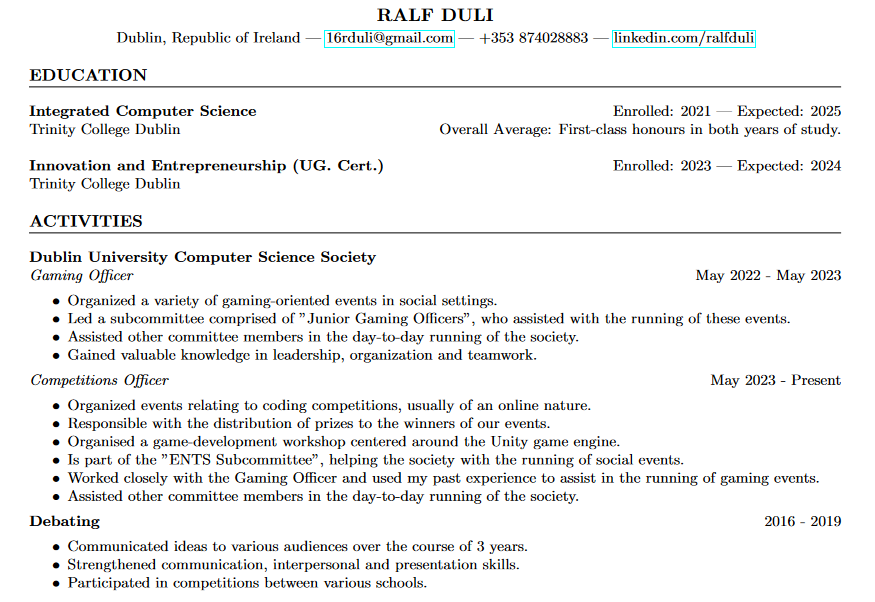 RALF DULI
Dublin, Republic of Ireland — 16rduli@gmail.com — +353 874028883 — linkedin.com/ralfduli
EDUCATION
Integrated Computer Science Enrolled: 2021 — Expected: 2025
Trinity College Dublin Overall Average: First-class honours in both years of study.
Innovation and Entrepreneurship (UG. Cert.) Enrolled: 2023 — Expected: 2024
Trinity College Dublin
ACTIVITIES
Dublin University Computer Science Society
Gaming Officer May 2022 - May 2023
• Organized a variety of gaming-oriented events in social settings.
• Led a subcommittee comprised of "Junior Gaming Officers", who assisted with the running of these events.
• Assisted other committee members in the day-to-day running of the society.
• Gained valuable knowledge in leadership, organization and teamwork.
Competitions Officer May 2023 - Present
• Organized events relating to coding competitions, usually of an online nature.
• Responsible with the distribution of prizes to the winners of our events.
• Organised a game-development workshop centered around the Unity game engine.
• Is part of the "ENTS Subcommittee", helping the society with the running of social events.
• Worked closely with the Gaming Officer and used my past experience to assist in the running of gaming events.
• Assisted other committee members in the day-to-day running of the society.
Debating 2016 - 2019
• Communicated ideas to various audiences over the course of 3 years.
• Strengthened communication, interpersonal and presentation skills.
• Participated in competitions between various schools.